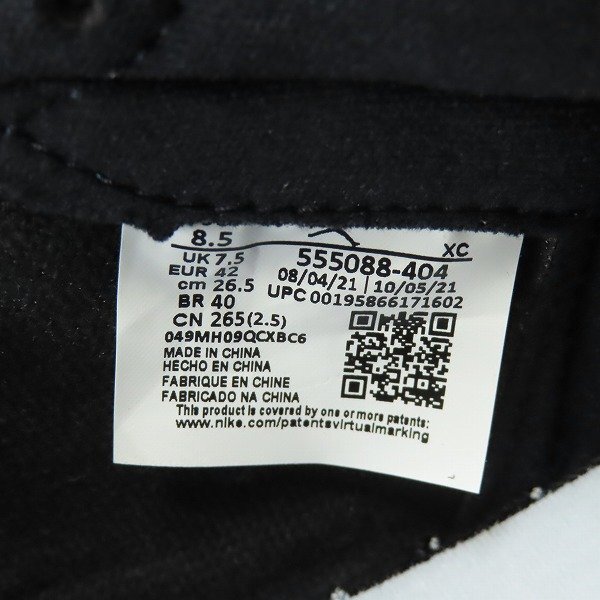 8.5 XC
UK 7.5 555088-404
EUR 42 08/04/21 | 10/05/21
cm 26.5 UPC 00195866171602
BR 40
CN 265(2.5)
049MH09QCXBC6
MADE IN CHINA
HECHO EN CHINA
FABRIQUE EN CHINE
FABRICADO NA CHINA
This product is covered by one or more patents:
www.nike.com/patentsvirtualmarking